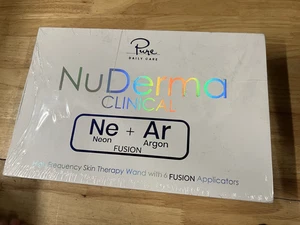 Pure
DAILY CARE
NuDerma
CLINICAL
Ne + Ar
Neon Argon
FUSION
Frequency Skin Therapy Wand with 6 FUSION Applicators